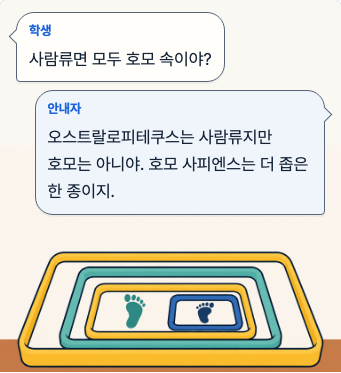 학생
사람류면 모두 호모 속이야?
안내자
오스트랄로피테쿠스는 사람류지만
호모는 아니야. 호모 사피엔스는 더 좁은
한 종이지.